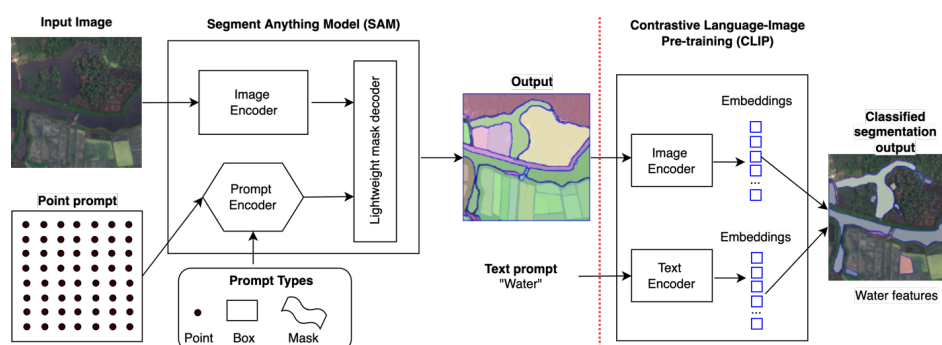 Input Image
Segment Anything Model (SAM)
Image
Encoder
Lightweight mask decoder
Prompt
Encoder
Point prompt
Prompt Types
Point
Box
Mask
Output
Text prompt
"Water"
Contrastive Language-Image
Pre-training (CLIP)
Embeddings
Image
Encoder
...
Embeddings
Text
Encoder
...
Classified
segmentation
output
Water features